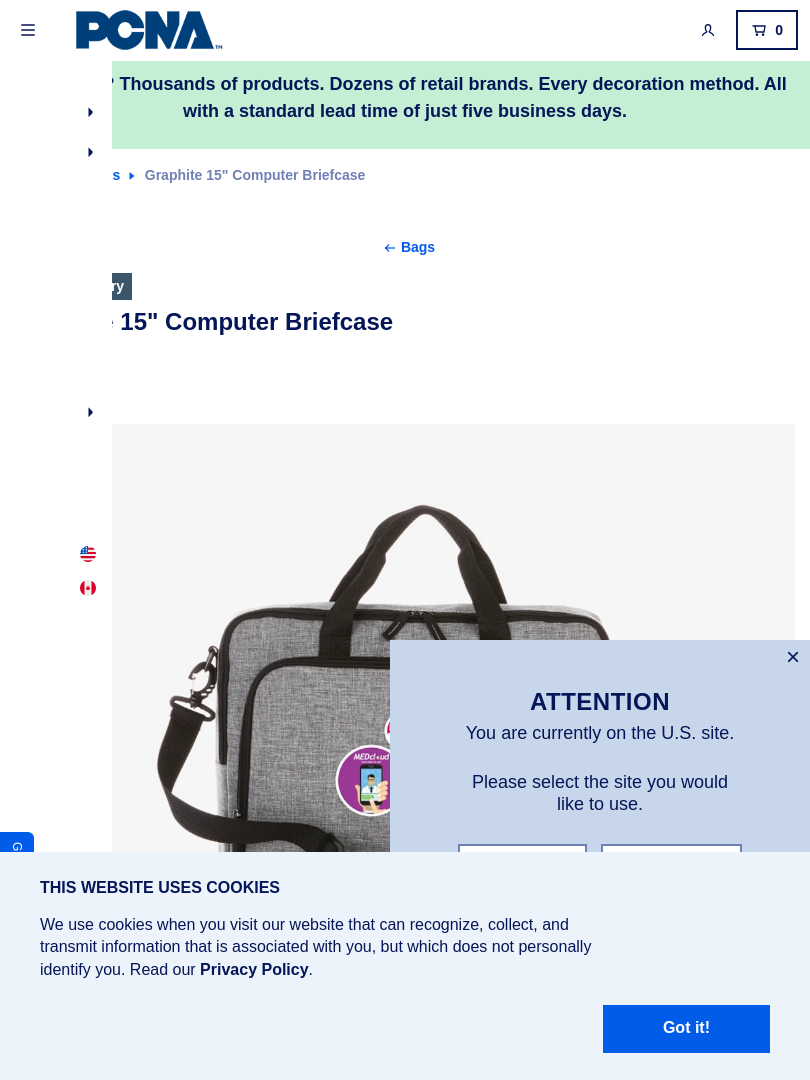 PCNA™
0
Thousands of products. Dozens of retail brands. Every decoration method. All
with a standard lead time of just five business days.
Graphite 15" Computer Briefcase
Bags
15" Computer Briefcase
ATTENTION
You are currently on the U.S. site.
Please select the site you would
like to use.
THIS WEBSITE USES COOKIES
We use cookies when you visit our website that can recognize, collect, and
transmit information that is associated with you, but which does not personally
identify you. Read our Privacy Policy.
Got it!